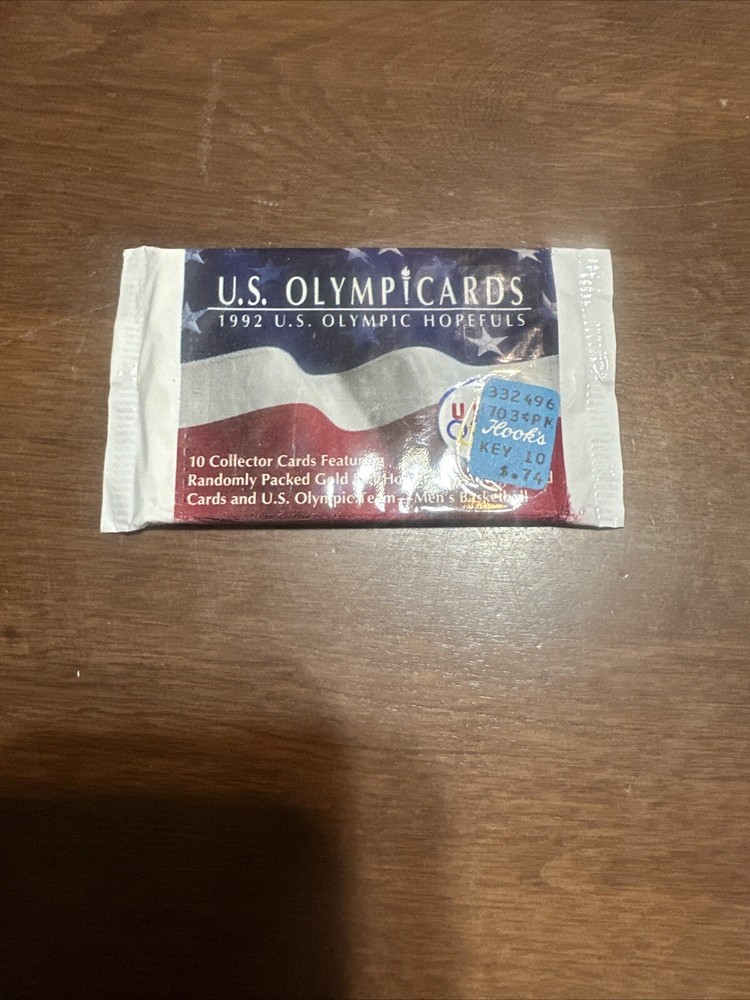 U.S. OLYMPICARDS
1992 U.S. OLYMPIC HOPEFULS
U
332496
703¢PK
Hook's
KEY 10
$.74
10 Collector Cards
Randomly Packed Gold
Cards and U.S. Olympic Team - Men's Basketball